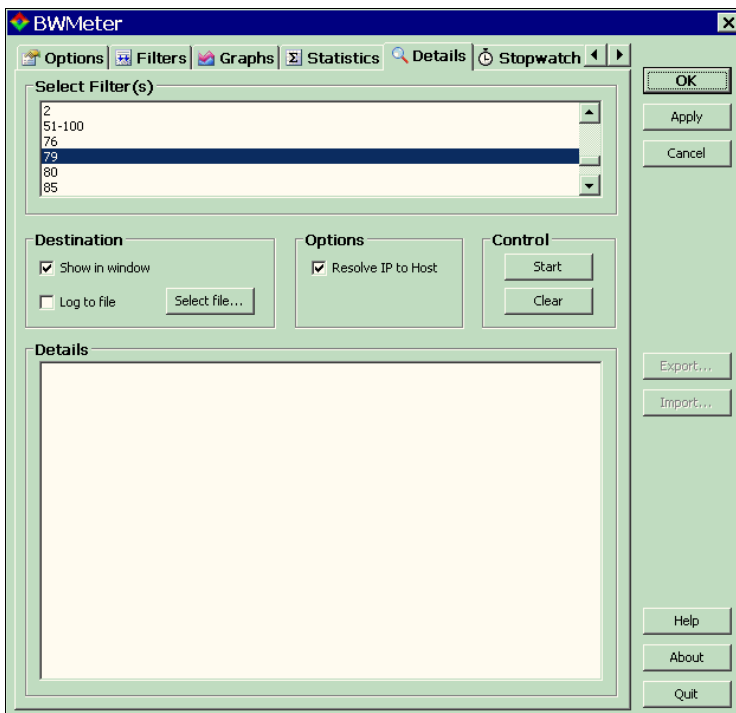 BWMeter
Options Filters Graphs Σ Statistics Details Stopwatch
Select Filter(s)
2
51-100
76
79
80
85
OK
Apply
Cancel
Destination
Show in window
Log to file Select file...
Options
Resolve IP to Host
Control
Start
Clear
Details
Export...
Import...
Help
About
Quit